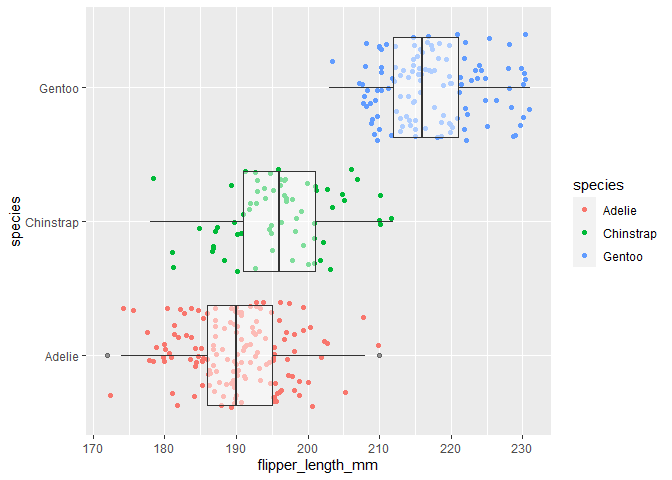 species
Gentoo
Chinstrap
Adelie
170 180 190 200 210 220 230
flipper_length_mm
species
Adelie
Chinstrap
Gentoo